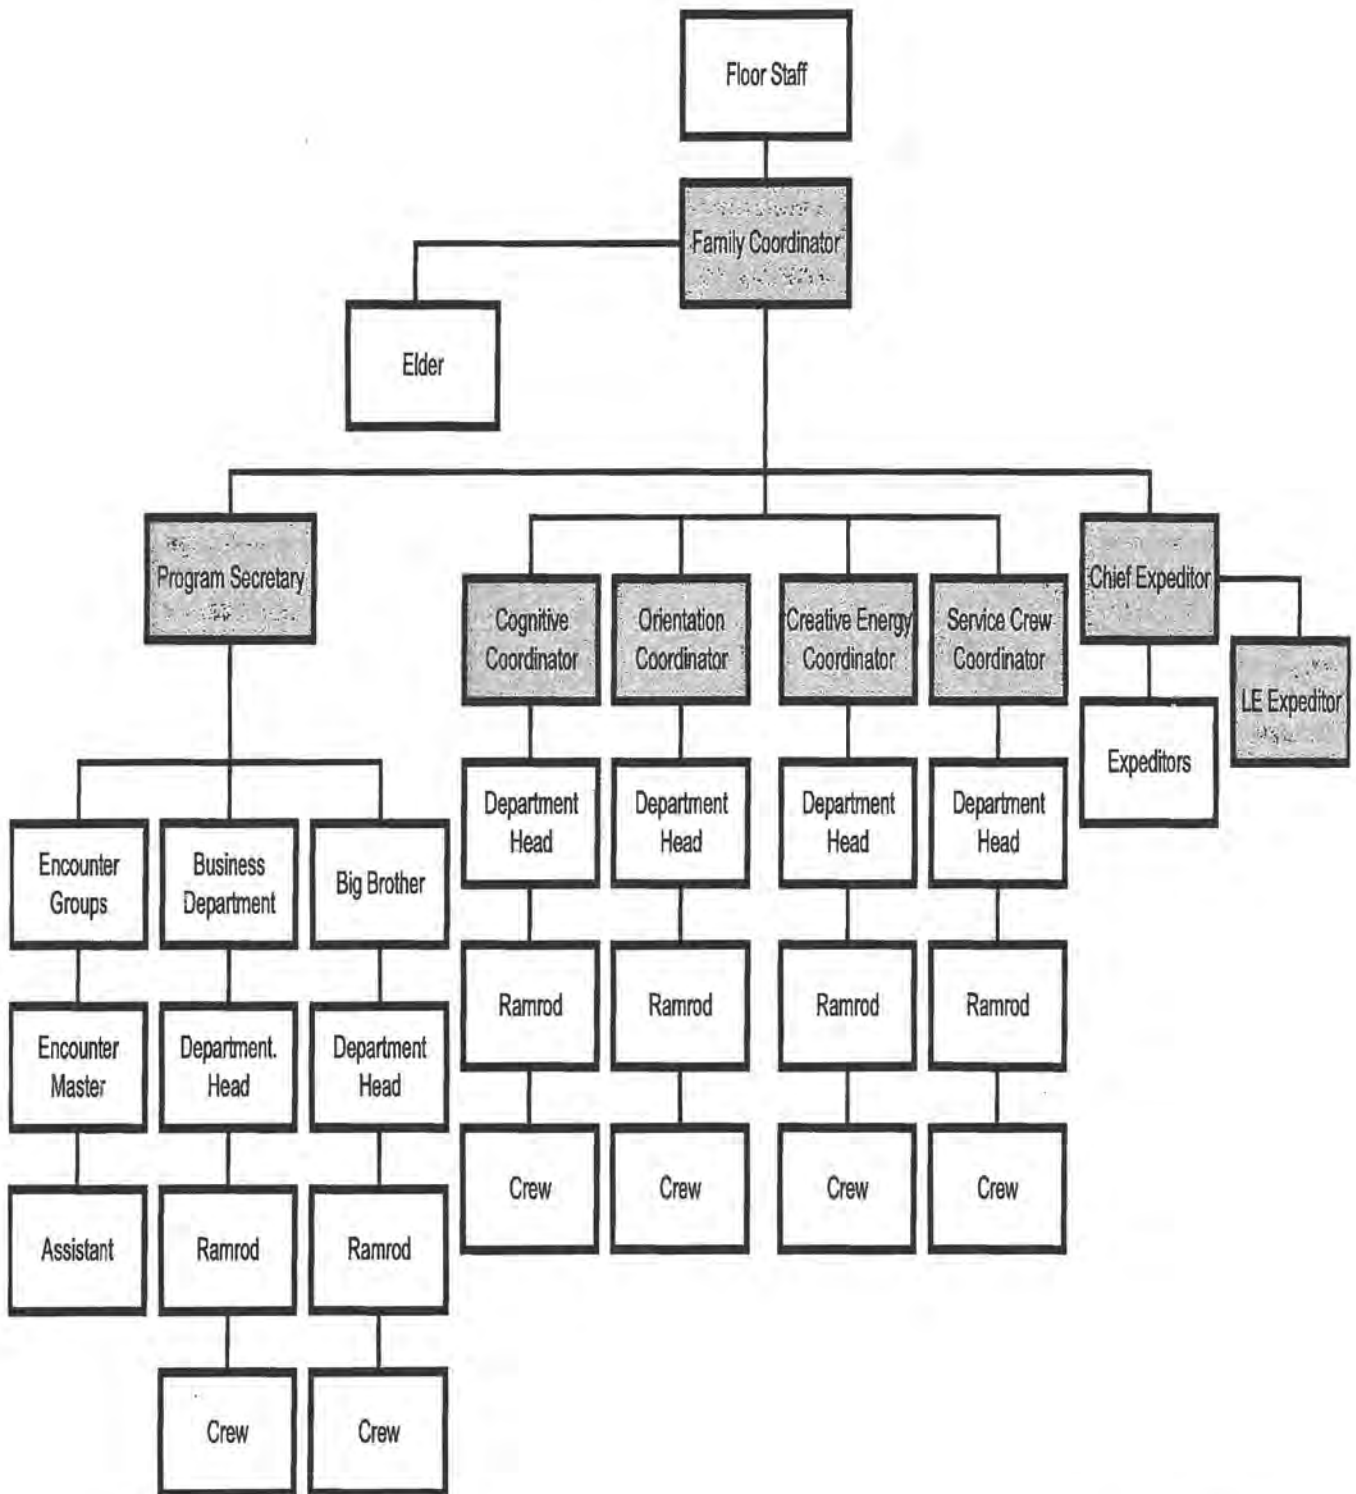 Floor Staff
Family Coordinator
Elder
Program Secretary
Cognitive
Coordinator
Orientation
Coordinator
Creative Energy
Coordinator
Service Crew
Coordinator
Chief Expeditor
LE Expeditor
Expeditors
Department
Head
Department
Head
Department
Head
Department
Head
Encounter
Groups
Business
Department
Big Brother
Ramrod
Ramrod
Ramrod
Ramrod
Encounter
Master
Department.
Head
Department
Head
Crew
Crew
Crew
Crew
Assistant
Ramrod
Ramrod
Crew
Crew